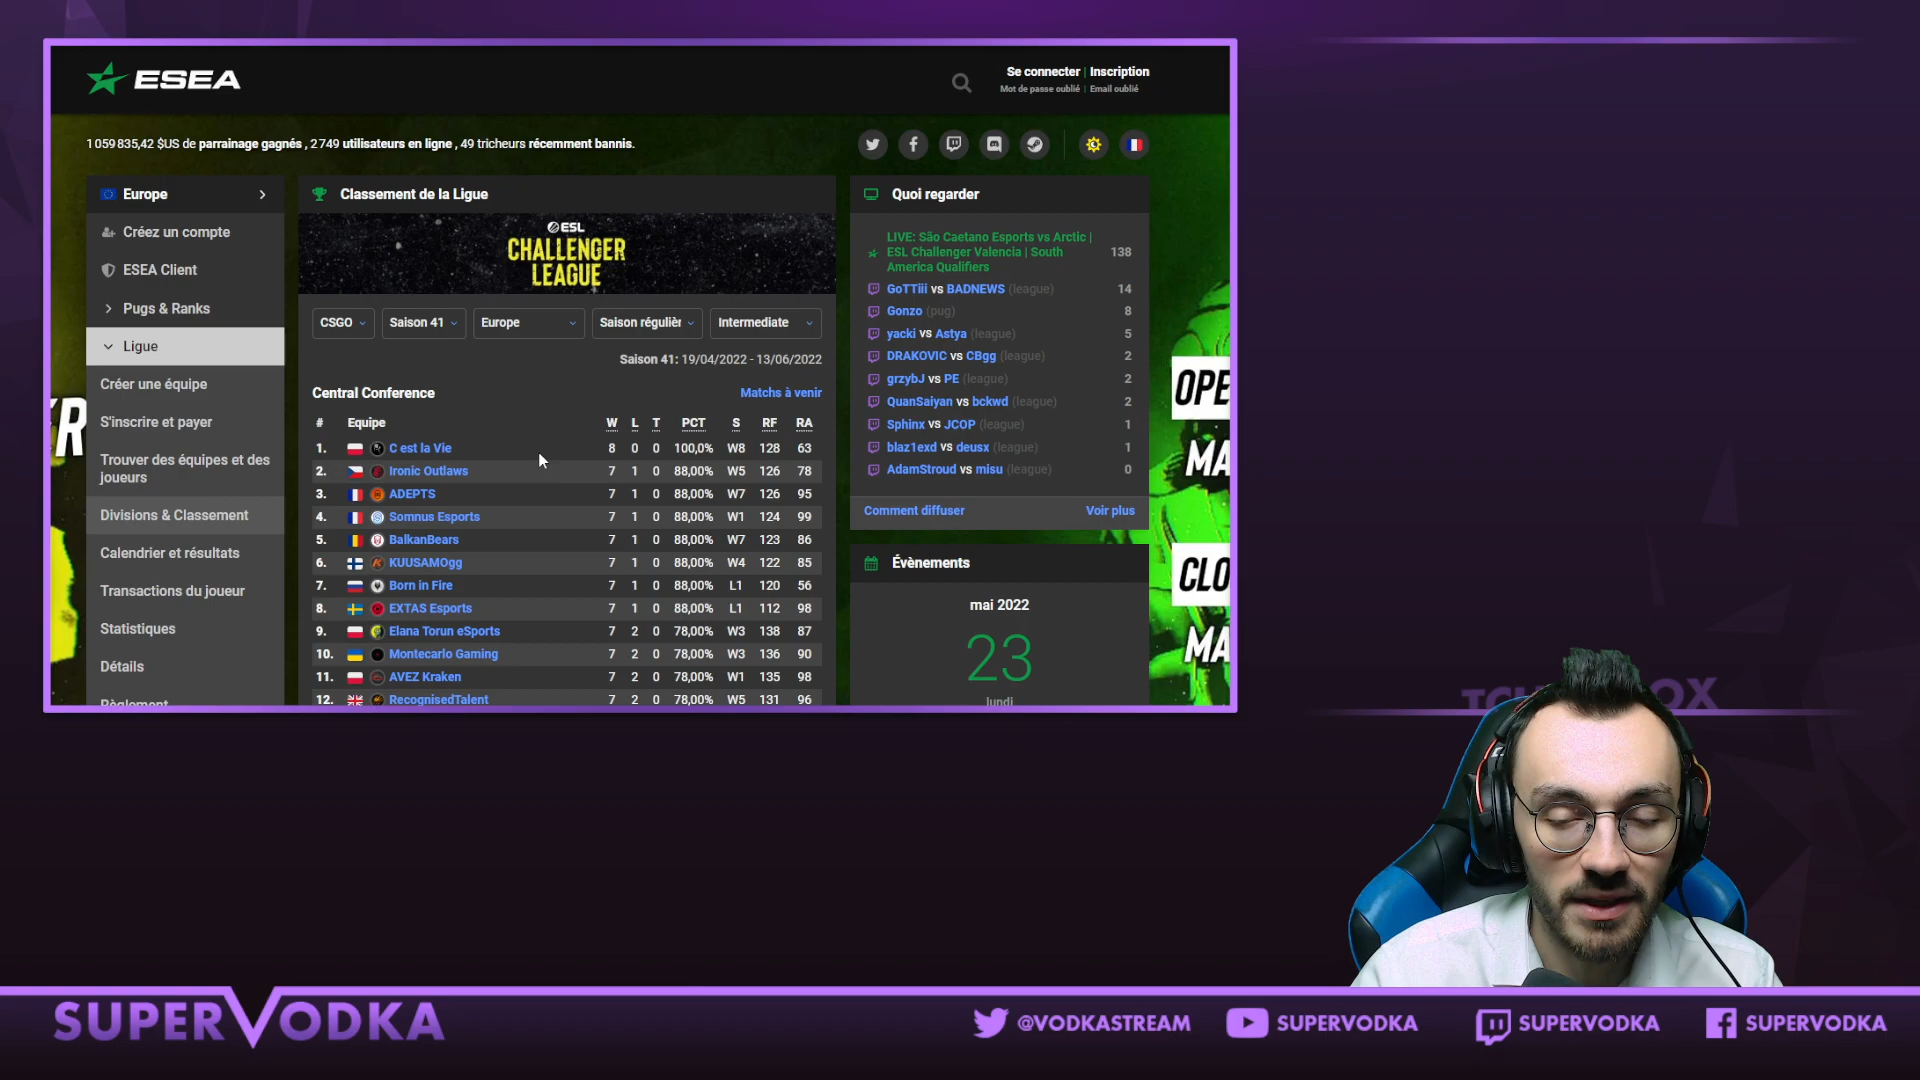 ESEA
Se connecter | Inscription
Mot de passe oublié | Email oublié
1 059 835,42 $US de parrainage gagnés , 2 749 utilisateurs en ligne , 49 tricheurs récemment bannis.
Europe
Créez un compte
ESEA Client
Pugs & Ranks
Ligue
Créer une équipe
S'inscrire et payer
Trouver des équipes et des
joueurs
Divisions & Classement
Calendrier et résultats
Transactions du joueur
Statistiques
Détails
Règlement
Classement de la Ligue
ESL
CHALLENGER
LEAGUE
CSGO Saison 41 Europe Saison régulièr Intermediate
Saison 41: 19/04/2022 - 13/06/2022
Central Conference Matchs à venir
# Equipe W L T PCT S RF RA
1. C est la Vie 8 0 0 100,0% W8 128 63
2. Ironic Outlaws 7 1 0 88,00% W5 126 78
3. ADEPTS 7 1 0 88,00% W7 126 95
4. Somnus Esports 7 1 0 88,00% W1 124 99
5. BalkanBears 7 1 0 88,00% W7 123 86
6. KUUSAMOgg 7 1 0 88,00% W4 122 85
7. Born in Fire 7 1 0 88,00% L1 120 56
8. EXTAS Esports 7 1 0 88,00% L1 112 98
9. Elana Torun eSports 7 2 0 78,00% W3 138 87
10. Montecarlo Gaming 7 2 0 78,00% W3 136 90
11. AVEZ Kraken 7 2 0 78,00% W1 135 98
12. RecognisedTalent 7 2 0 78,00% W5 131 96
Quoi regarder
LIVE: São Caetano Esports vs Arctic |
ESL Challenger Valencia | South 138
America Qualifiers
GoTTiii vs BADNEWS (league) 14
Gonzo (pug) 8
yacki vs Astya (league) 5
DRAKOVIC vs CBgg (league) 2
grzybJ vs PE (league) 2
QuanSaiyan vs bckwd (league) 2
Sphinx vs JCOP (league) 1
blaz1exd vs deusx (league) 1
AdamStroud vs misu (league) 0
Comment diffuser Voir plus
Évènements
mai 2022
23
lundi
R
OPE
MA
CLO
MA
SUPERVODKA
@VODKASTREAM
SUPERVODKA
SUPERVODKA
SUPERVODKA